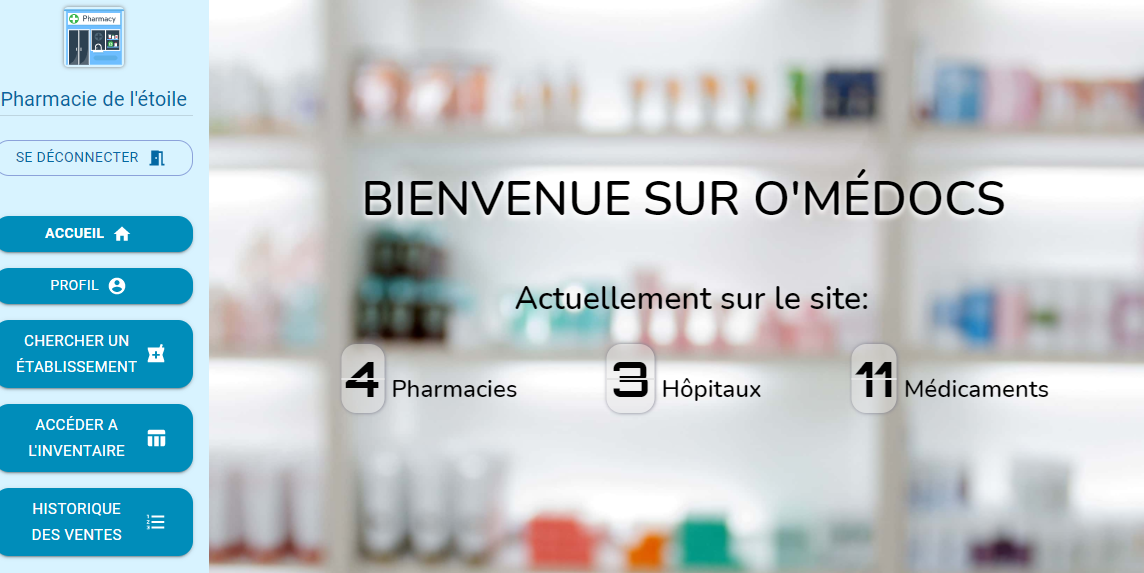 Pharmacy
Pharmacie de l'étoile
SE DÉCONNECTER
ACCUEIL
PROFIL
CHERCHER UN
ÉTABLISSEMENT
ACCÉDER A
L'INVENTAIRE
HISTORIQUE
DES VENTES
BIENVENUE SUR O'MÉDOCS
Actuellement sur le site:
4 Pharmacies
3 Hôpitaux
11 Médicaments